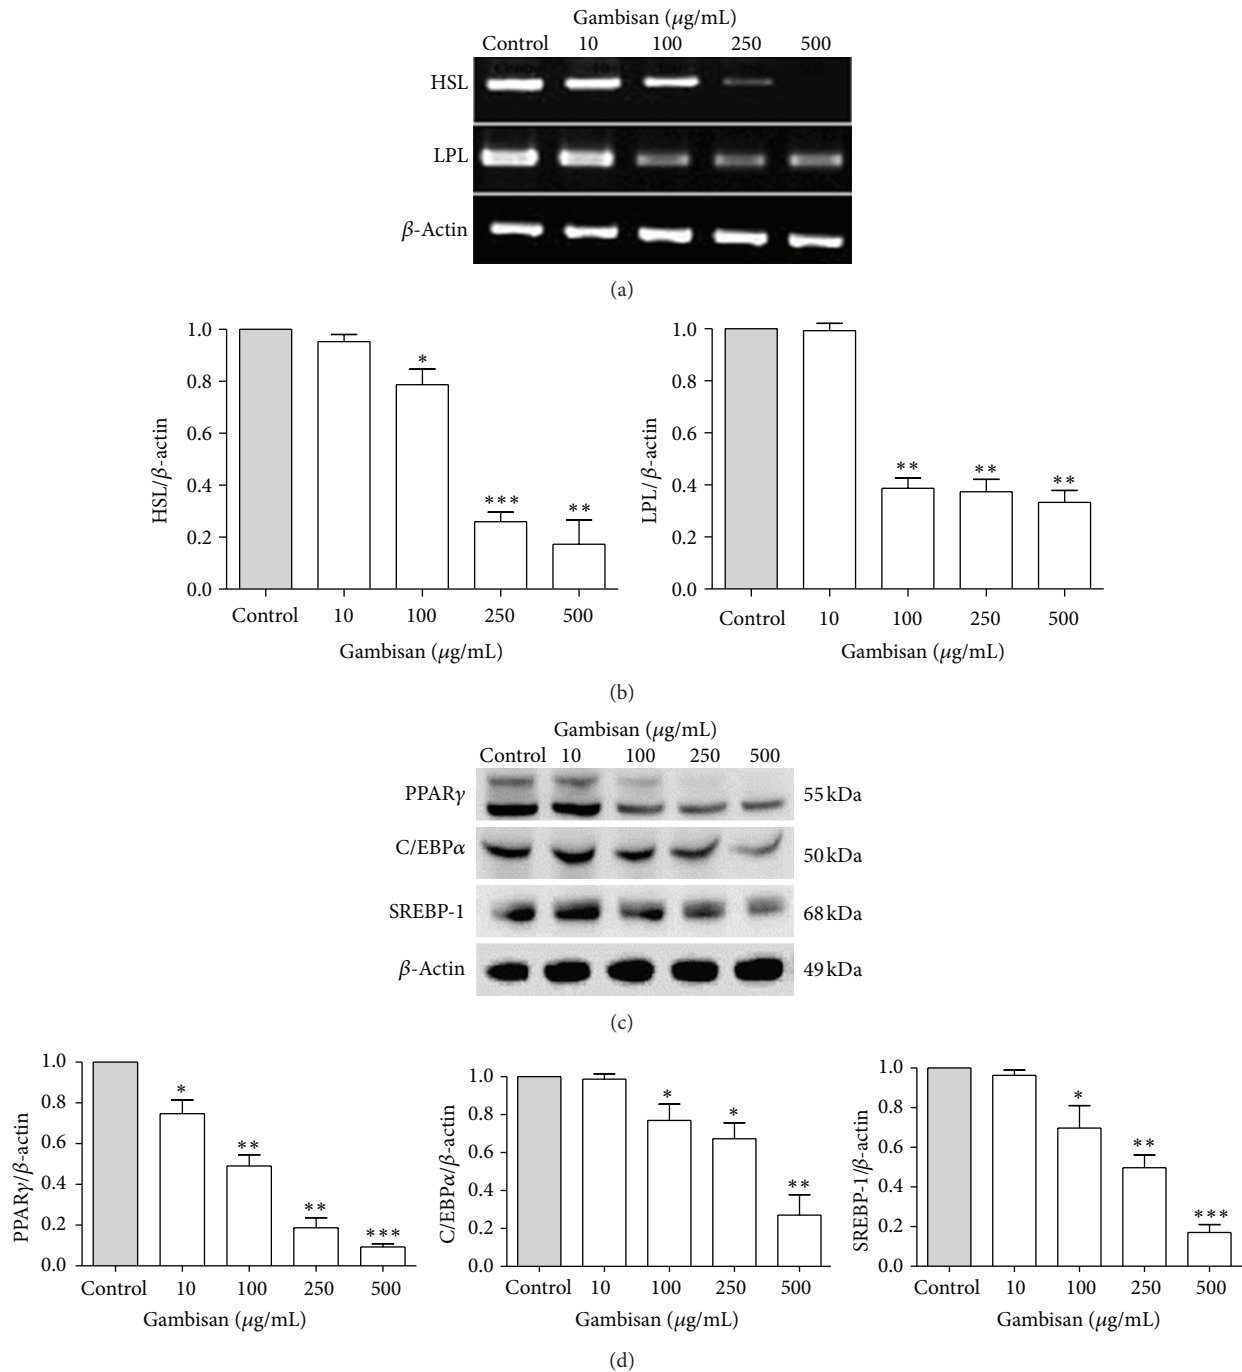 Gambisan (μg/mL)
Control 10 100 250 500
HSL
LPL
β-Actin
(a)
1.0
0.8
0.6
0.4
0.2
0.0
HSL/β-actin
*
***
**
Control 10 100 250 500
Gambisan (μg/mL)
1.0
0.8
0.6
0.4
0.2
0.0
LPL/β-actin
**
**
**
Control 10 100 250 500
Gambisan (μg/mL)
(b)
Gambisan (μg/mL)
Control 10 100 250 500
PPARγ 55 kDa
C/EBPα 50 kDa
SREBP-1 68 kDa
β-Actin 49 kDa
(c)
1.0
0.8
0.6
0.4
0.2
0.0
PPARγ/β-actin
*
**
**
***
Control 10 100 250 500
Gambisan (μg/mL)
1.0
0.8
0.6
0.4
0.2
0.0
C/EBPα/β-actin
*
*
**
Control 10 100 250 500
Gambisan (μg/mL)
1.0
0.8
0.6
0.4
0.2
0.0
SREBP-1/β-actin
*
**
***
Control 10 100 250 500
Gambisan (μg/mL)
(d)